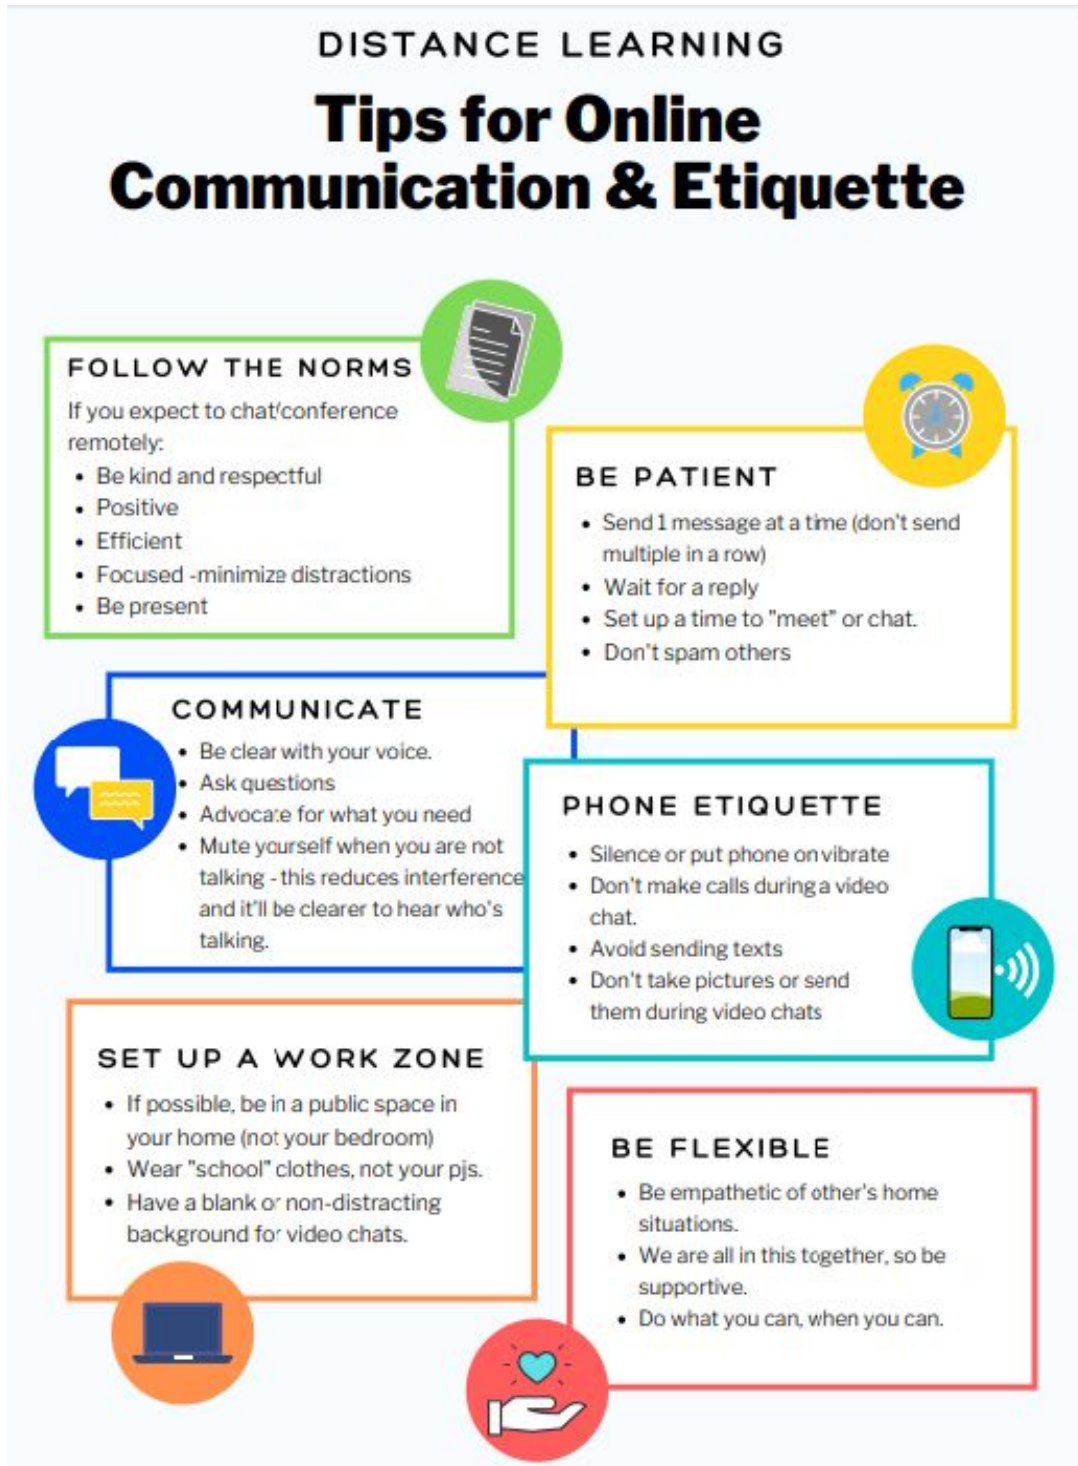 DISTANCE LEARNING
Tips for Online
Communication & Etiquette
FOLLOW THE NORMS
If you expect to chat/conference
remotely:
• Be kind and respectful
• Positive
• Efficient
• Focused -minimize distractions
• Be present
BE PATIENT
• Send 1 message at a time (don't send
multiple in a row)
• Wait for a reply
• Set up a time to "meet" or chat.
• Don't spam others
COMMUNICATE
• Be clear with your voice.
• Ask questions
• Advocate for what you need
• Mute yourself when you are not
talking - this reduces interference
and it'll be clearer to hear who's
talking.
PHONE ETIQUETTE
• Silence or put phone on vibrate
• Don't make calls during a video
chat.
• Avoid sending texts
• Don't take pictures or send
them during video chats
SET UP A WORK ZONE
• If possible, be in a public space in
your home (not your bedroom)
• Wear "school" clothes, not your pjs.
• Have a blank or non-distracting
background for video chats.
BE FLEXIBLE
• Be empathetic of other's home
situations.
• We are all in this together, so be
supportive.
• Do what you can, when you can.